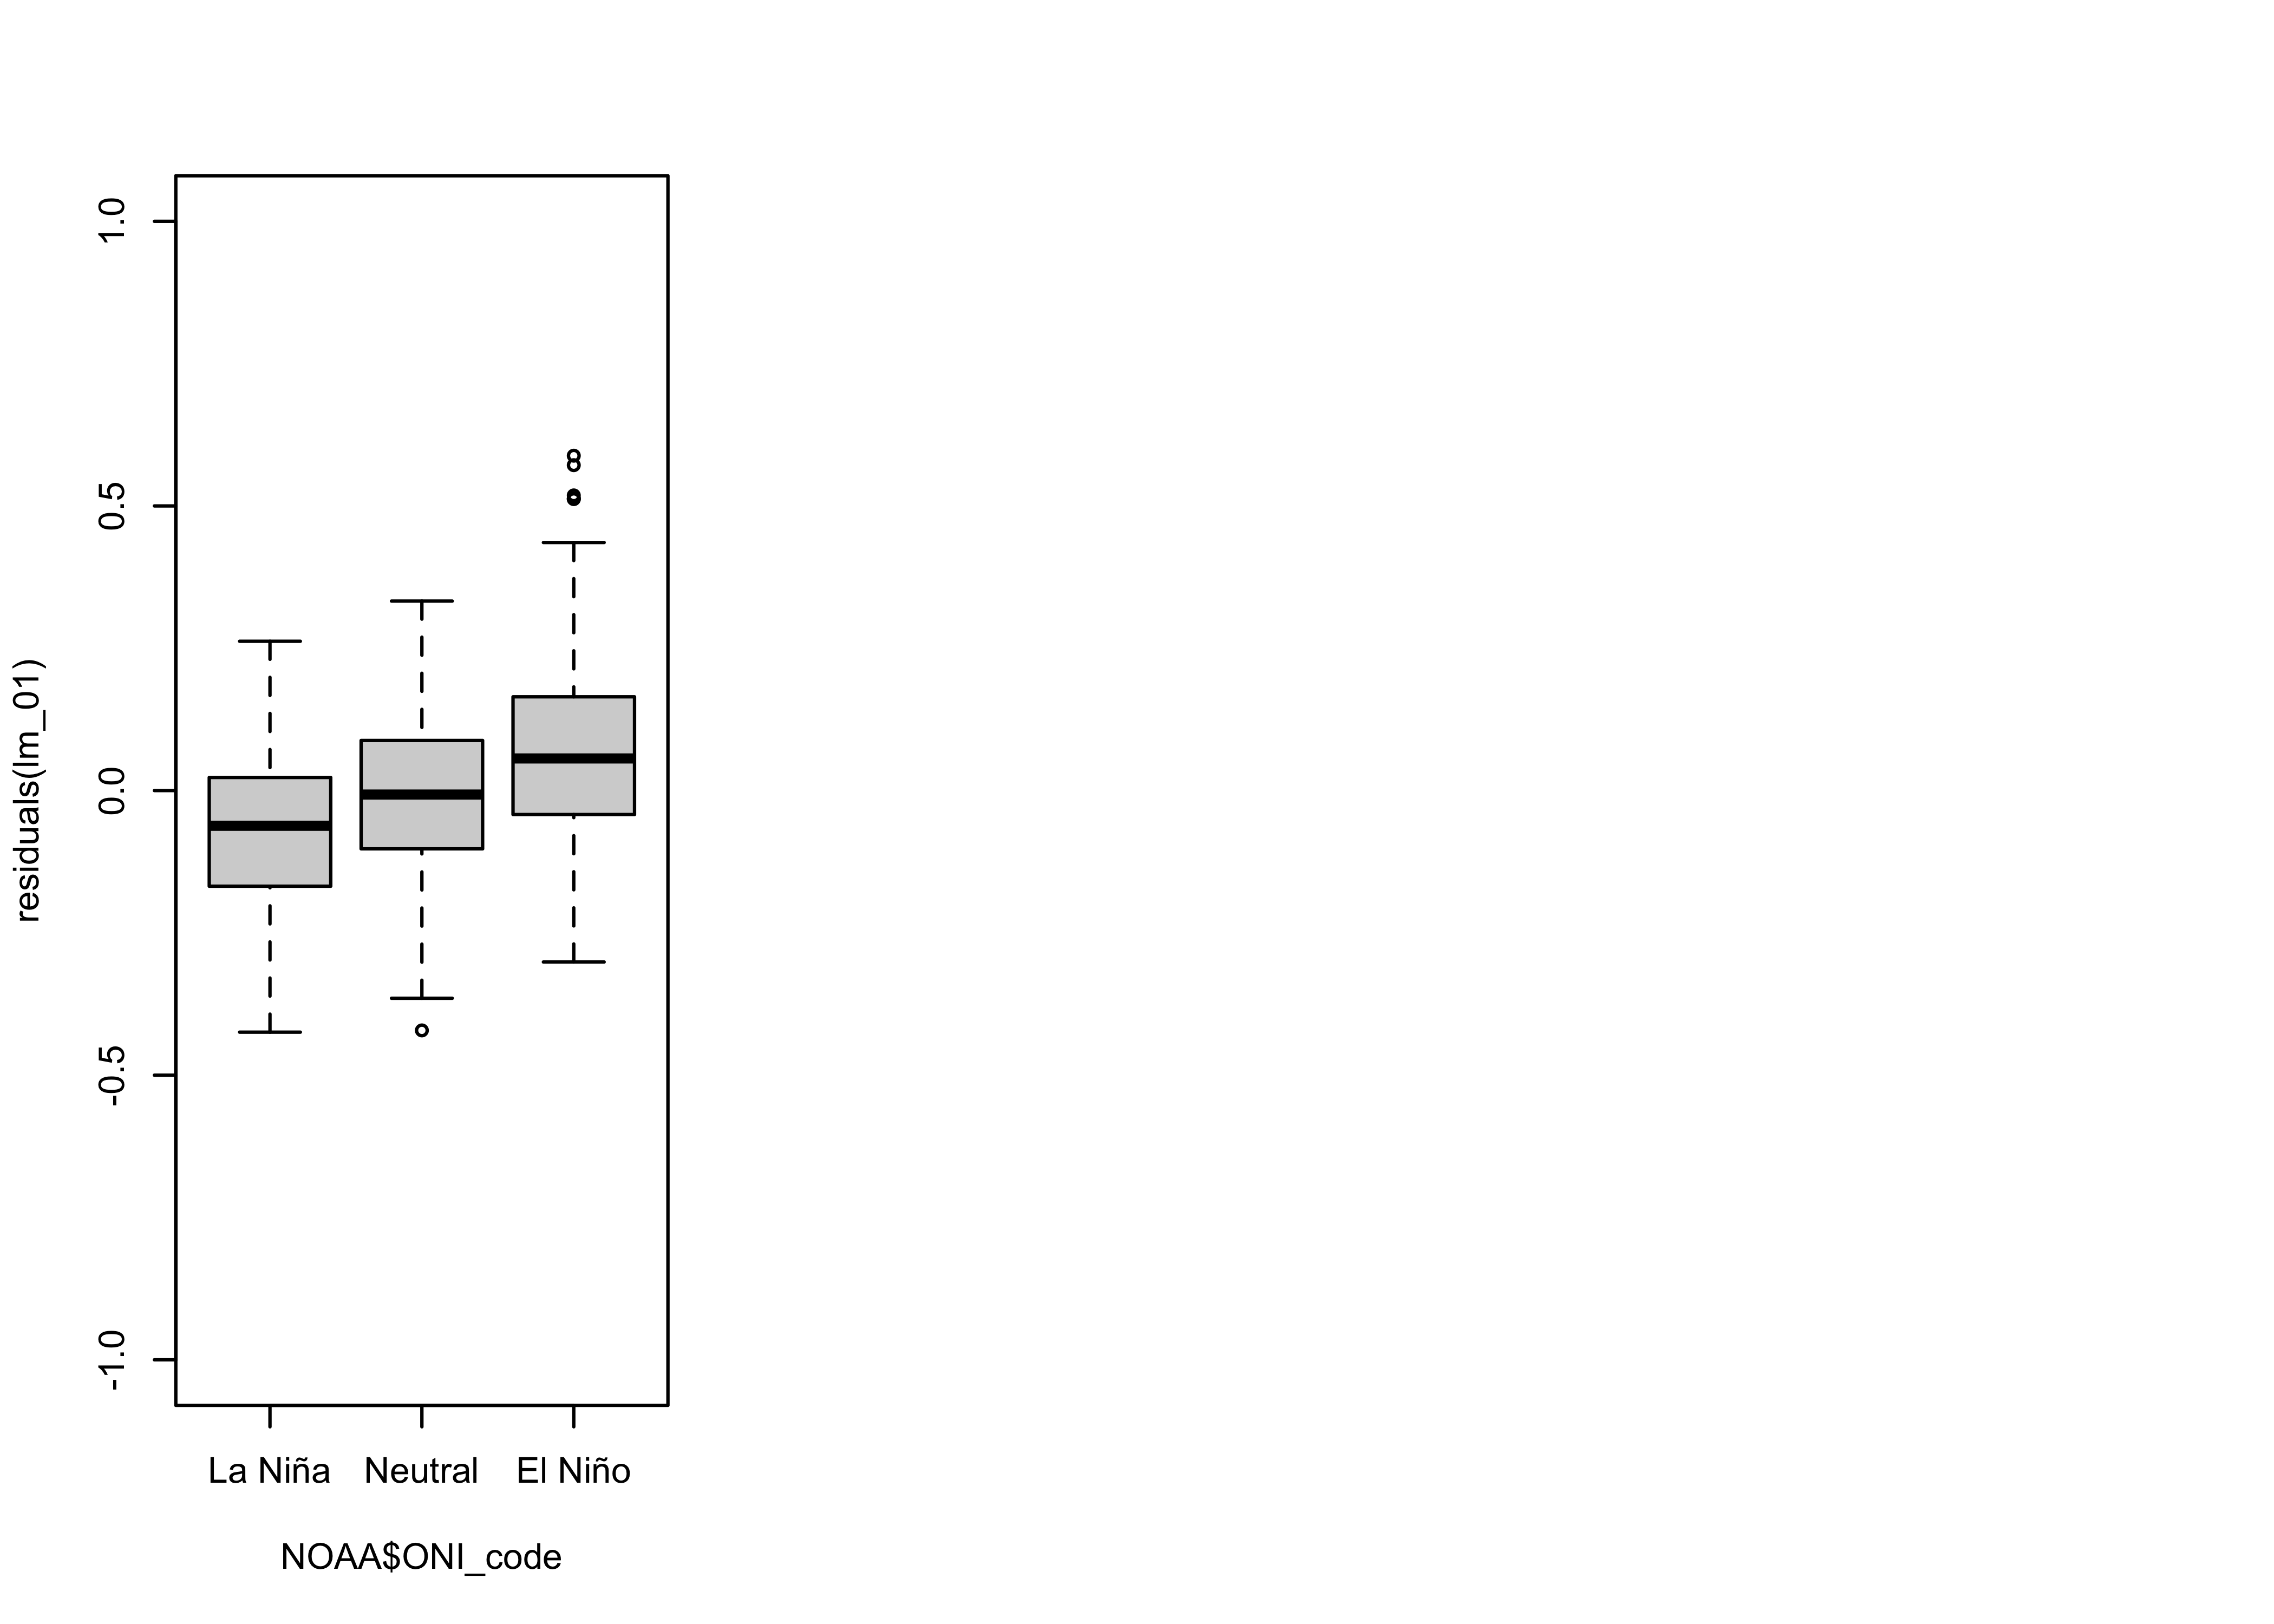 1.0
0.5
0.0
-0.5
-1.0
residuals(lm_01)
La Niña Neutral El Niño
NOAA$ONI_code